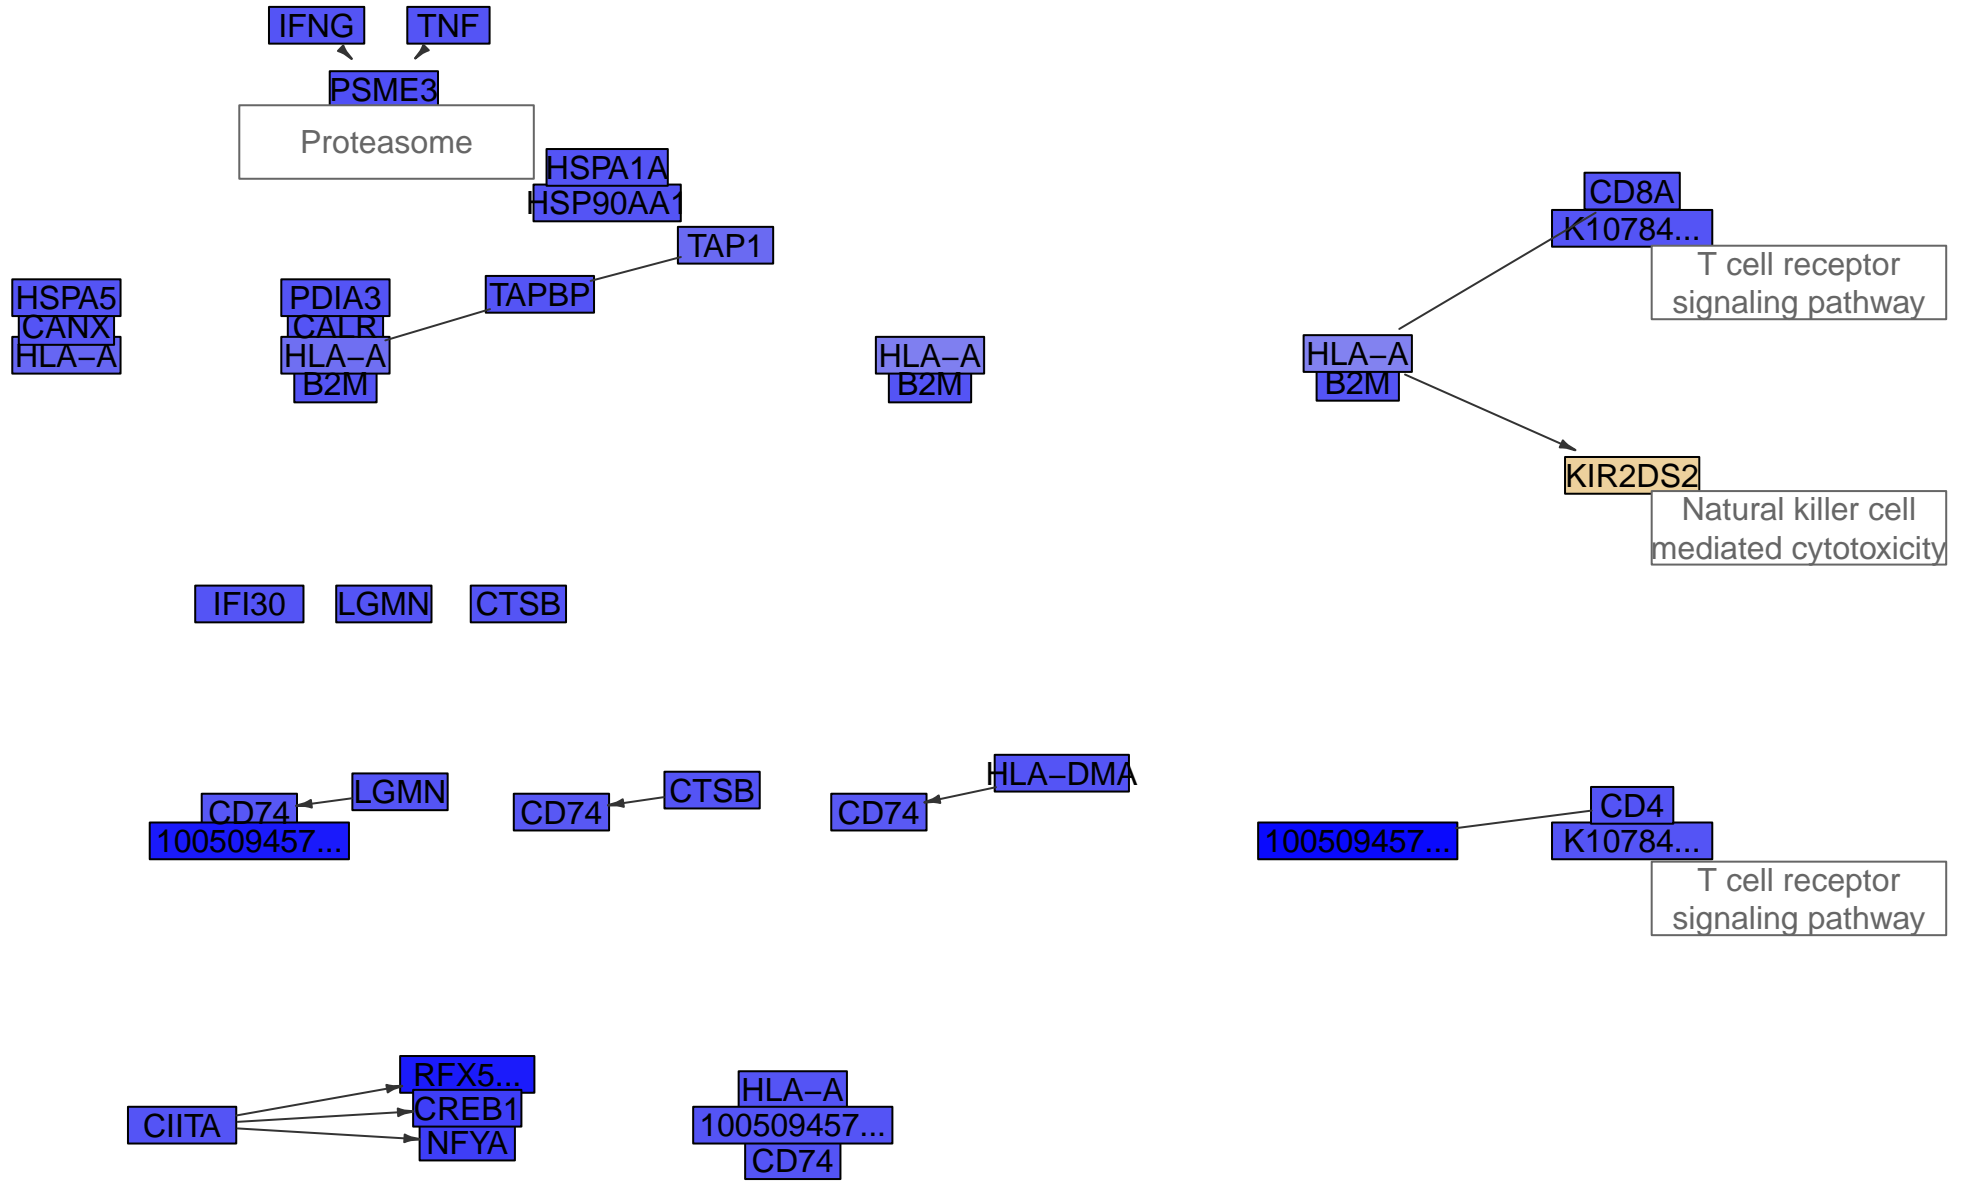 IFNG
TNF
PSME3
Proteasome
HSPA1A
HSP90AA1
CD8A
K10784...
TAP1
T cell receptor
signaling pathway
TAPBP
HSPA5
CANX
HLA−A
PDIA3
CALR
HLA−A
B2M
HLA−A
B2M
HLA−A
B2M
KIR2DS2
Natural killer cell
mediated cytotoxicity
IFI30
LGMN
CTSB
LGMN
CD74
100509457...
CTSB
CD74
HLA−DMA
CD74
CD4
100509457...
K10784...
T cell receptor
signaling pathway
RFX5...
CREB1
CIITA
NFYA
HLA−A
100509457...
CD74